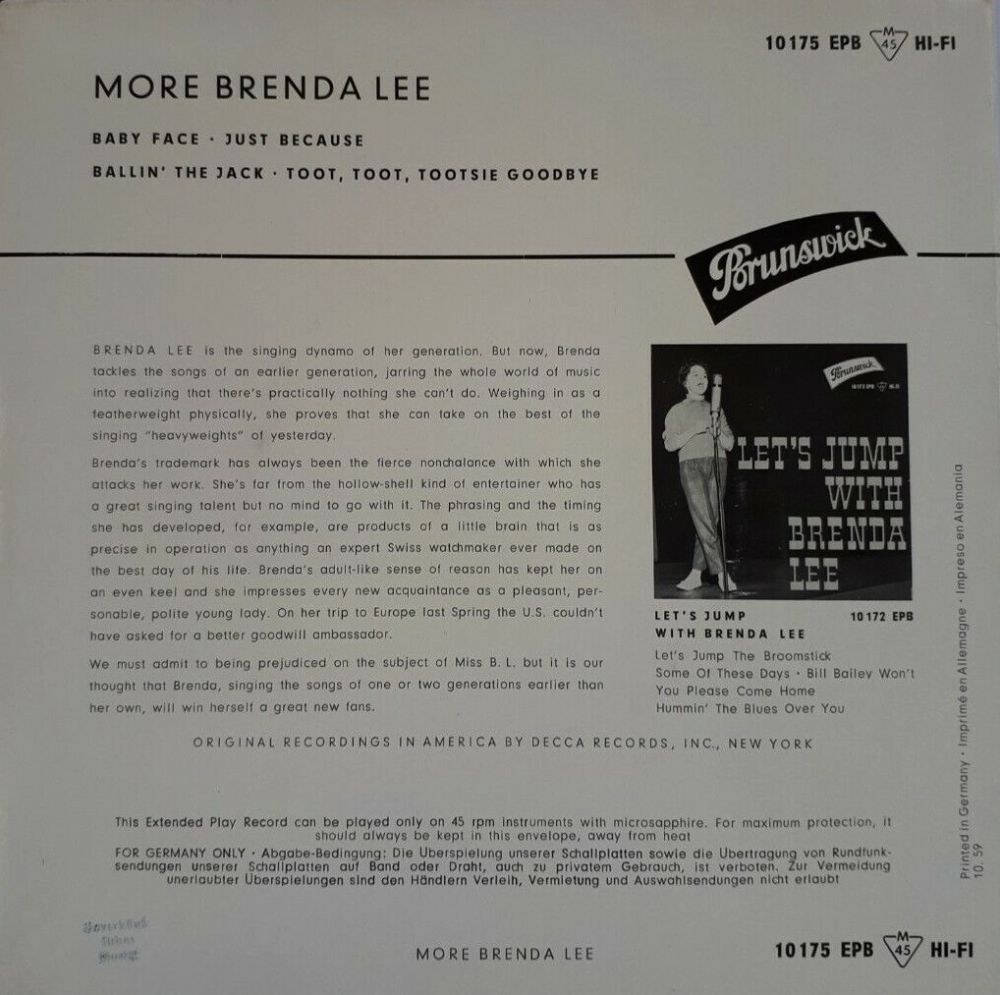 10175 EPB M 45 HI-FI
MORE BRENDA LEE
BABY FACE · JUST BECAUSE
BALLIN' THE JACK · TOOT, TOOT, TOOTSIE GOODBYE
Brunswick
BRENDA LEE is the singing dynamo of her generation. But now, Brenda
tackles the songs of an earlier generation, jarring the whole world of music
into realizing that there's practically nothing she can't do. Weighing in as a
featherweight physically, she proves that she can take on the best of the
singing "heavyweights" of yesterday.
Brenda's trademark has always been the fierce nonchalance with which she
attacks her work. She's far from the hollow-shell kind of entertainer who has
a great singing talent but no mind to go with it. The phrasing and the timing
she has developed, for example, are products of a little brain that is as
precise in operation as anything an expert Swiss watchmaker ever made on
the best day of his life. Brenda's adult-like sense of reason has kept her on
an even keel and she impresses every new acquaintance as a pleasant, per-
sonable, polite young lady. On her trip to Europe last Spring the U.S. couldn't
have asked for a better goodwill ambassador.
We must admit to being prejudiced on the subject of Miss B. L. but it is our
thought that Brenda, singing the songs of one or two generations earlier than
her own, will win herself a great new fans.
Brunswick
10172 EPB M 45 HI-FI
LET'S JUMP
WITH
BRENDA
LEE
LET'S JUMP 10172 EPB
WITH BRENDA LEE
Let's Jump The Broomstick
Some Of These Days · Bill Bailey Won't
You Please Come Home
Hummin' The Blues Over You
ORIGINAL RECORDINGS IN AMERICA BY DECCA RECORDS, INC., NEW YORK
This Extended Play Record can be played only on 45 rpm instruments with microsapphire. For maximum protection, it
should always be kept in this envelope, away from heat
FOR GERMANY ONLY · Abgabe-Bedingung: Die Überspielung unserer Schallplatten sowie die Übertragung von Rundfunk-
sendungen unserer Schallplatten auf Band oder Draht, auch zu privatem Gebrauch, ist verboten. Zur Vermeidung
unerlaubter Überspielungen sind den Händlern Verleih, Vermietung und Auswahlsendungen nicht erlaubt
Printed in Germany · Imprimé en Allemagne · Impreso en Alemania
10. 59
MORE BRENDA LEE
10175 EPB M 45 HI-FI